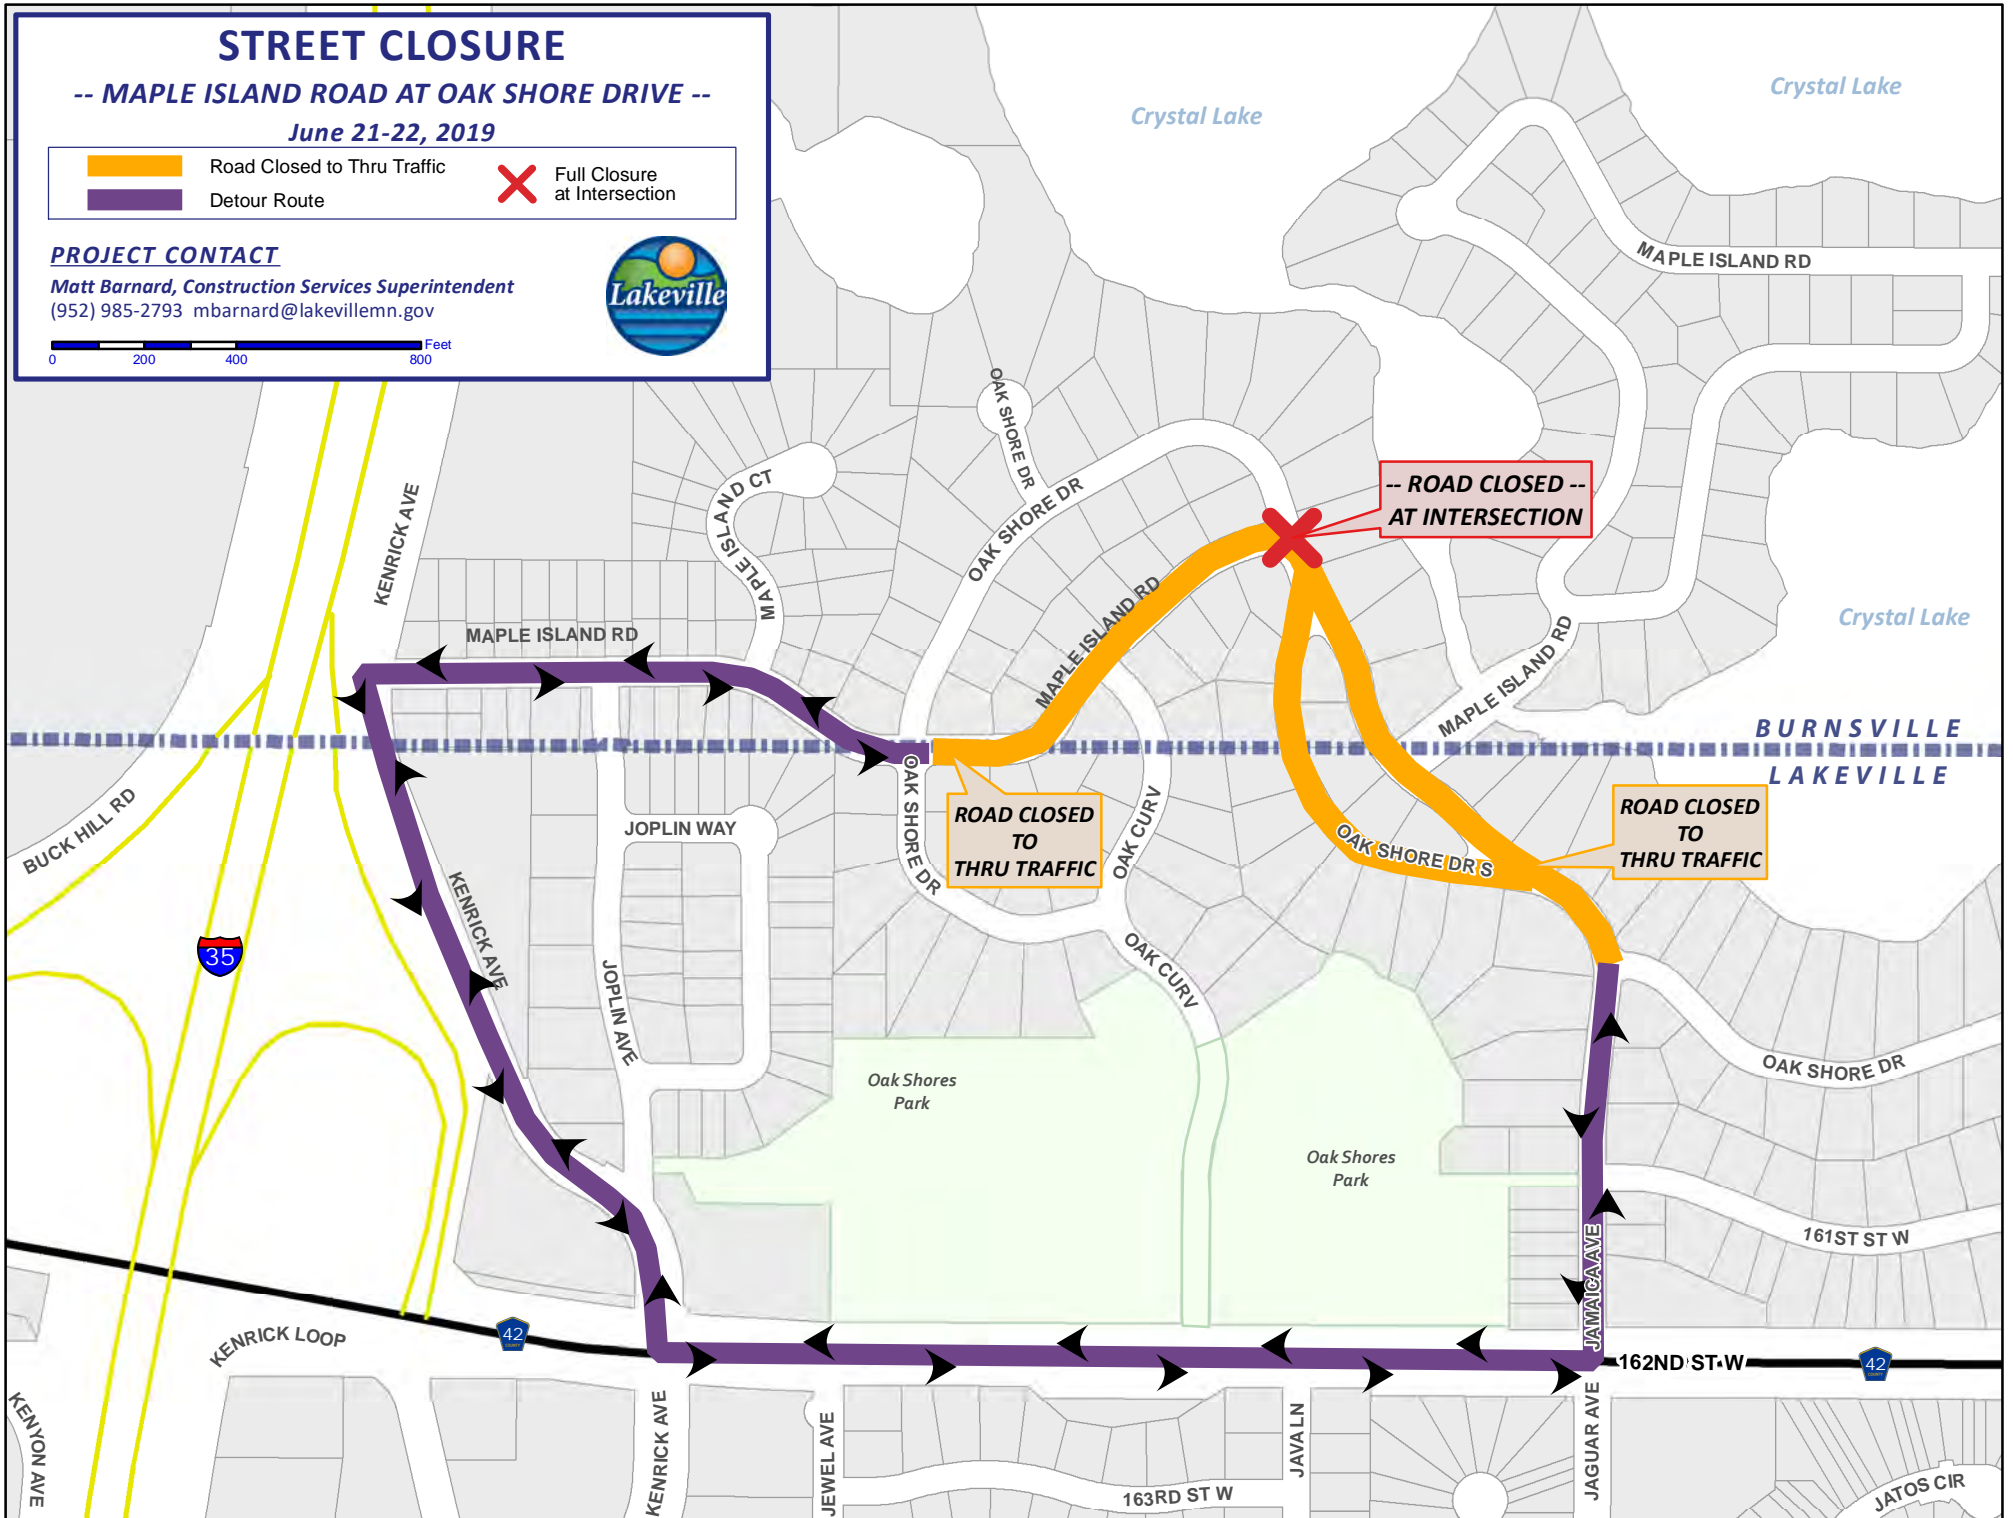 STREET CLOSURE
-- MAPLE ISLAND ROAD AT OAK SHORE DRIVE --
June 21-22, 2019
Road Closed to Thru Traffic
Detour Route
Full Closure
at Intersection
PROJECT CONTACT
Matt Barnard, Construction Services Superintendent
(952) 985-2793 mbarnard@lakevillemn.gov
Lakeville
Feet
0 200 400 800
Crystal Lake
Crystal Lake
MAPLE ISLAND RD
OAK SHORE DR
OAK SHORE DR
MAPLE ISLAND CT
KENRICK AVE
-- ROAD CLOSED --
AT INTERSECTION
MAPLE ISLAND RD
MAPLE ISLAND RD
MAPLE ISLAND RD
Crystal Lake
BURNSVILLE
LAKEVILLE
BUCK HILL RD
JOPLIN WAY
OAK SHORE DR
ROAD CLOSED
TO
THRU TRAFFIC
OAK CURV
OAK SHORE DR S
ROAD CLOSED
TO
THRU TRAFFIC
KENRICK AVE
35
JOPLIN AVE
OAK CURV
OAK SHORE DR
Oak Shores
Park
Oak Shores
Park
161ST ST W
JAMAICA AVE
KENRICK LOOP
42
COUNTY
162ND ST W
42
COUNTY
KENYON AVE
KENRICK AVE
JEWEL AVE
JAVA LN
JAGUAR AVE
163RD ST W
JATOS CIR